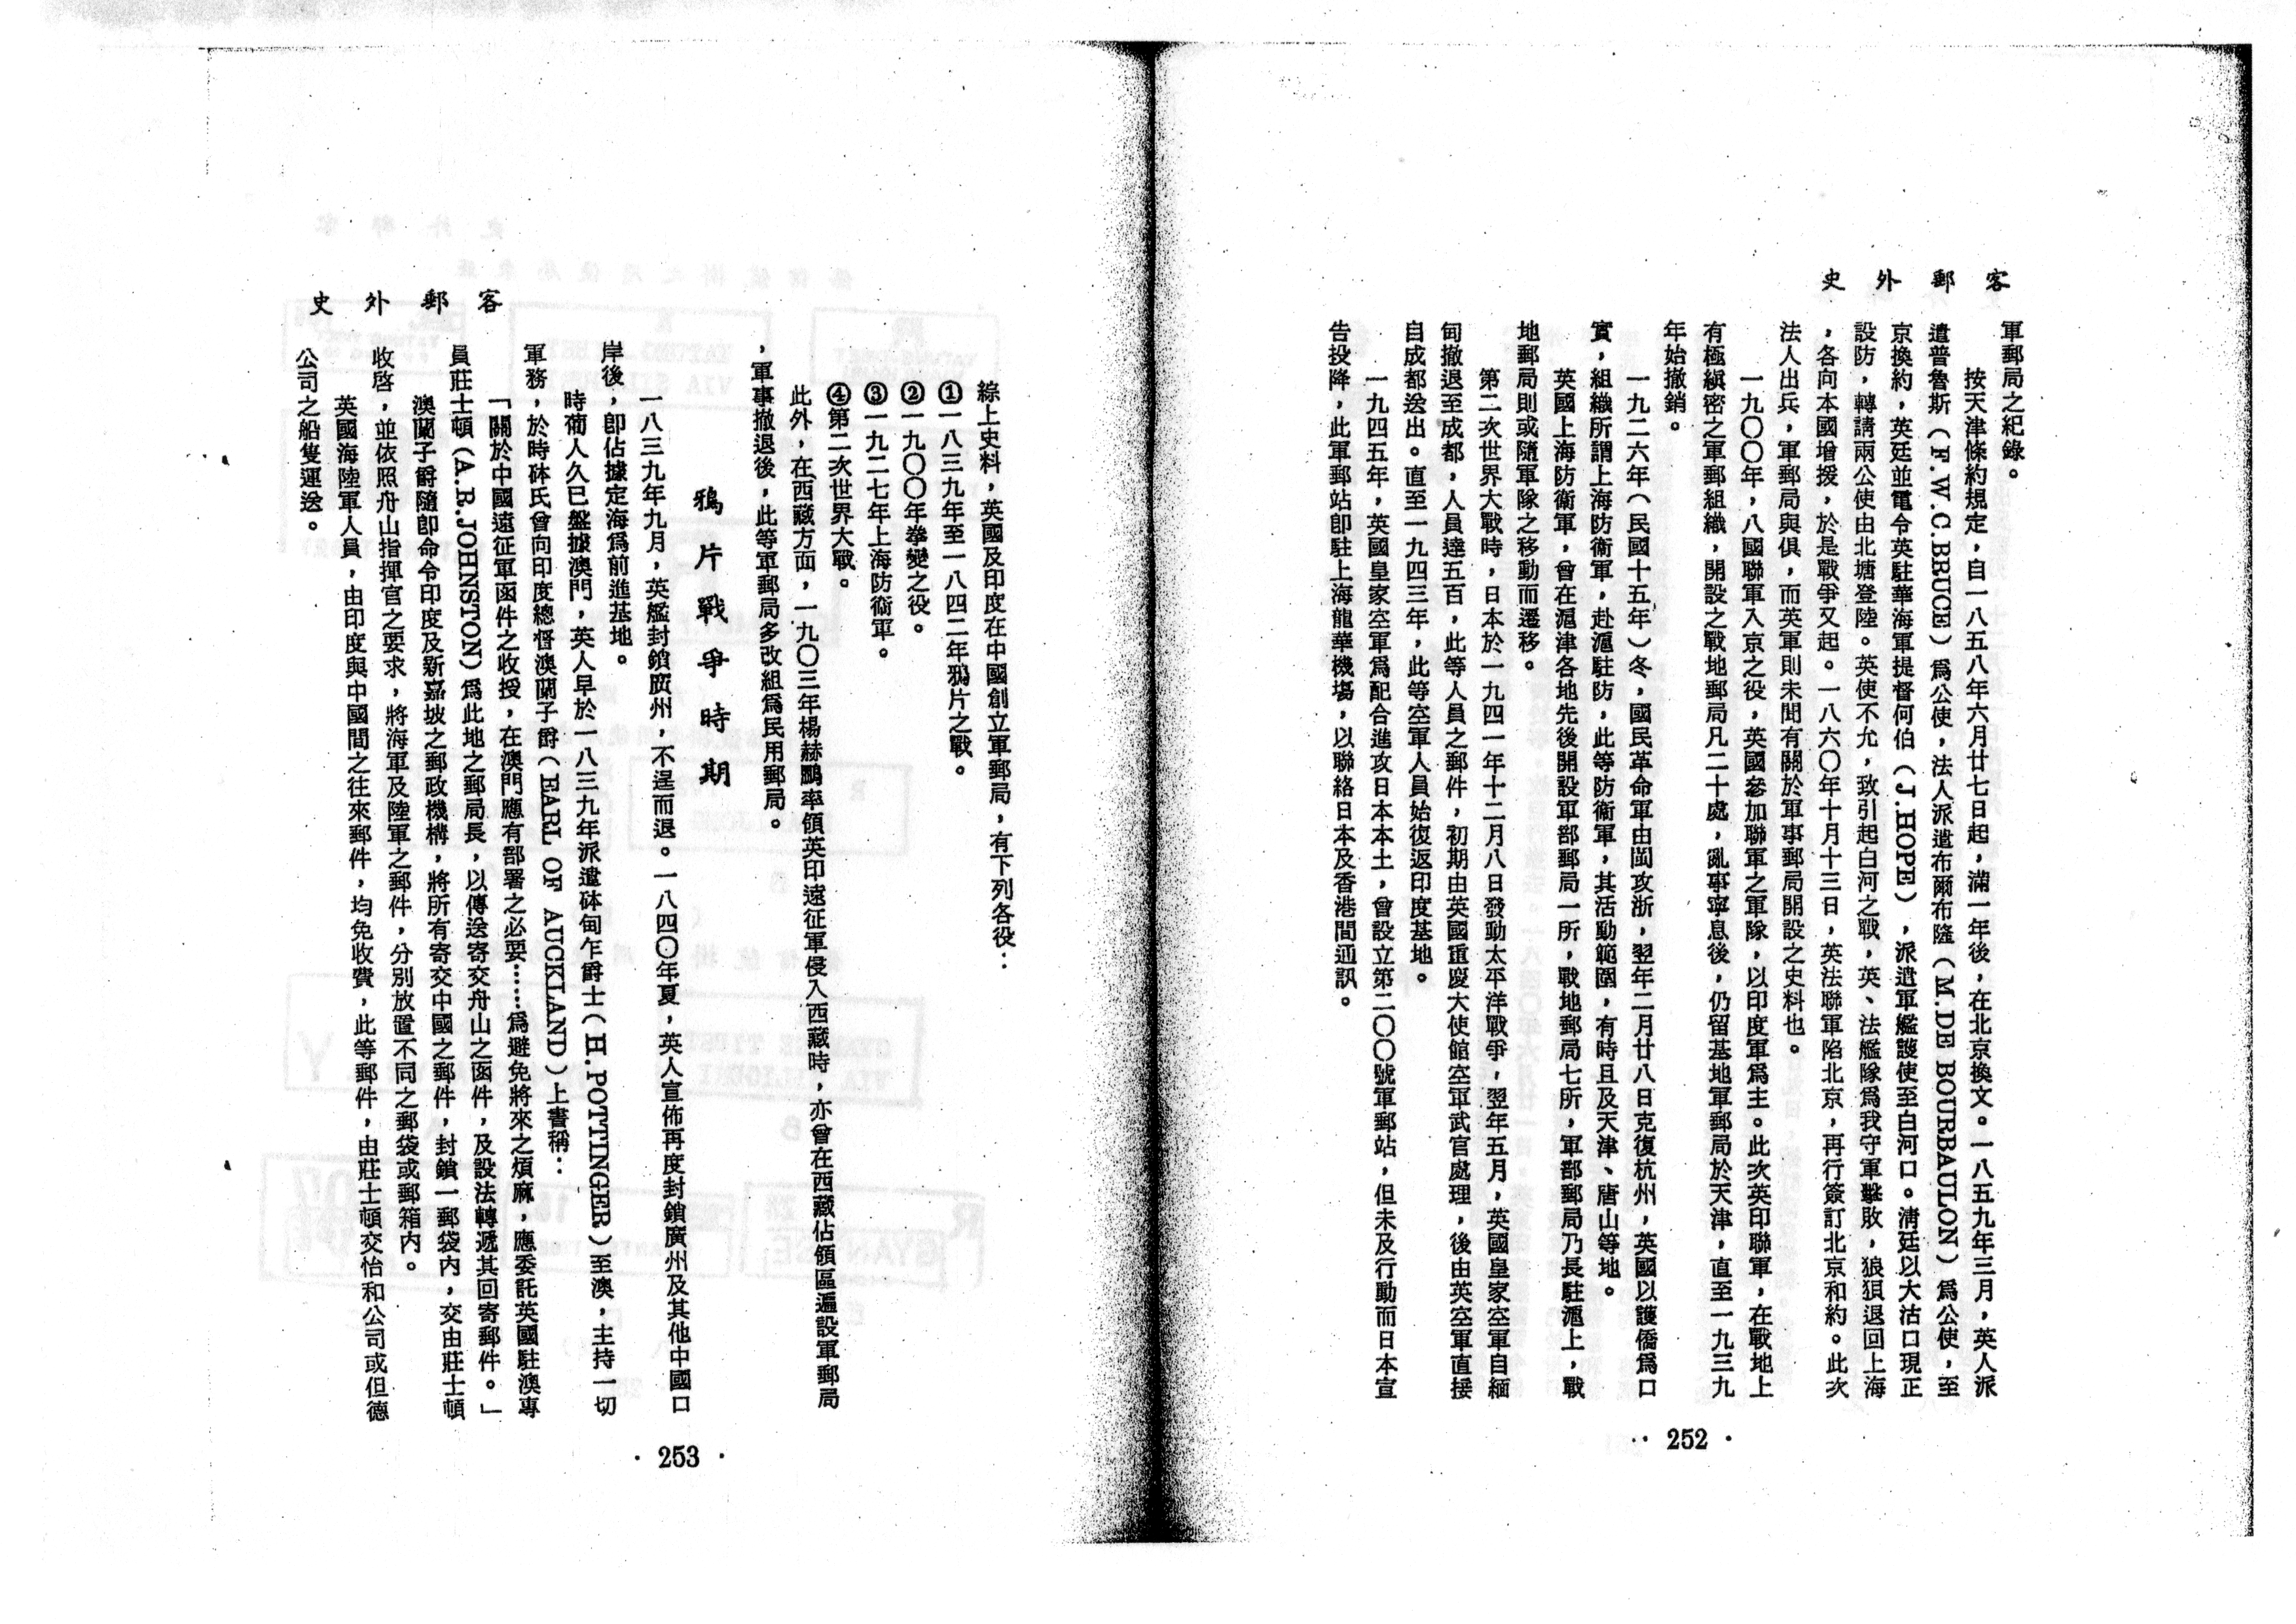 客郵外史
軍郵局之紀錄。
按天津條約規定，自一八五八年六月廿七日起，滿一年後，在北京換文。一八五九年三月，英人派
遣普魯斯（F.W.C.BRUCE）爲公使，法人派遣布爾布隆（M.DE BOURBAULON）爲公使，至
京換約，英廷並電令英駐華海軍提督何伯（J.HOPE），派遣軍艦護使至白河口。淸廷以大沽口現正
設防，轉請兩公使由北塘登陸。英使不允，致引起白河之戰，英、法艦隊爲我守軍擊敗，狼狽退回上海
，各向本國增援，於是戰爭又起。一八六〇年十月十三日，英法聯軍陷北京，再行簽訂北京和約。此次
法人出兵，軍郵局與俱，而英軍則未聞有關於軍事郵局開設之史料也。
一九〇〇年，八國聯軍入京之役，英國參加聯軍之軍隊，以印度軍爲主。此次英印聯軍，在戰地上
有極縝密之軍郵組織，開設之戰地郵局凡二十處，亂事寧息後，仍留基地軍郵局於天津，直至一九三九
年始撤銷。
一九二六年（民國十五年）冬，國民革命軍由閩攻浙，翌年二月廿八日克復杭州，英國以護僑爲口
實，組織所謂上海防衞軍，赴滬駐防，此等防衞軍，其活動範圍，有時且及天津、唐山等地。
英國上海防衞軍，曾在滬津各地先後開設軍部郵局一所，戰地郵局七所，軍部郵局乃長駐滬上，戰
地郵局則或隨軍隊之移動而遷移。
第二次世界大戰時，日本於一九四一年十二月八日發動太平洋戰爭，翌年五月，英國皇家空軍自緬
甸撤退至成都，人員達五百，此等人員之郵件，初期由英國重慶大使館空軍武官處理，後由英空軍直接
自成都送出。直至一九四三年，此等空軍人員始復返印度基地。
一九四五年，英國皇家空軍爲配合進攻日本本土，曾設立第二〇〇號軍郵站，但未及行動而日本宣
告投降，此軍郵站即駐上海龍華機場，以聯絡日本及香港間通訊。
·· 252 ·
綜上史料，英國及印度在中國創立軍郵局，有下列各役：
①一八三九年至一八四二年鴉片之戰。
②一九〇〇年拳變之役。
③一九二七年上海防衞軍。
④第二次世界大戰。
此外，在西藏方面，一九〇三年楊赫鵬率領英印遠征軍侵入西藏時，亦曾在西藏佔領區遍設軍郵局
，軍事撤退後，此等軍郵局多改組爲民用郵局。
鴉片戰爭時期
一八三九年九月，英艦封鎖廣州，不逞而退。一八四〇年夏，英人宣佈再度封鎖廣州及其他中國口
岸後，卽佔據定海爲前進基地。
時葡人久已盤據澳門，英人早於一八三九年派遣砵甸乍爵士（H.POTTINGER）至澳，主持一切
軍務，於時砵氏曾向印度總督澳蘭子爵（EARL OF AUCKLAND）上書稱：
「關於中國遠征軍函件之收授，在澳門應有部署之必要……爲避免將來之煩麻，應委託英國駐澳專
員莊士頓（A.R.JOHNSTON）爲此地之郵局長，以傳送寄交舟山之函件，及設法轉遞其回寄郵件。」
澳蘭子爵隨卽命令印度及新嘉坡之郵政機構，將所有寄交中國之郵件，封鎖一郵袋內，交由莊士頓
收啓，並依照舟山指揮官之要求，將海軍及陸軍之郵件，分別放置不同之郵袋或郵箱內。
英國海陸軍人員，由印度與中國間之往來郵件，均免收費，此等郵件，由莊士頓交怡和公司或但德
公司之船隻運送。
客郵外史
· 253 ·